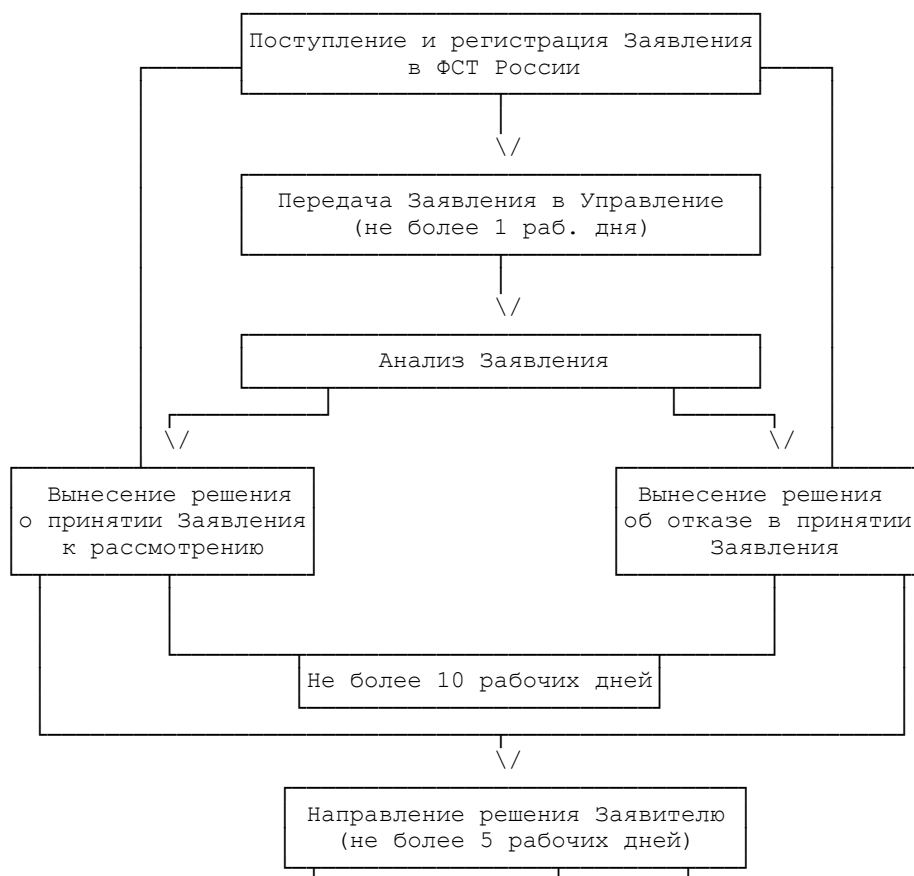 Поступление и регистрация Заявления
в ФСТ России
Передача Заявления в Управление
(не более 1 раб. дня)
Анализ Заявления
Вынесение решения
о принятии Заявления
к рассмотрению
Вынесение решения
об отказе в принятии
Заявления
Не более 10 рабочих дней
Направление решения Заявителю
(не более 5 рабочих дней)